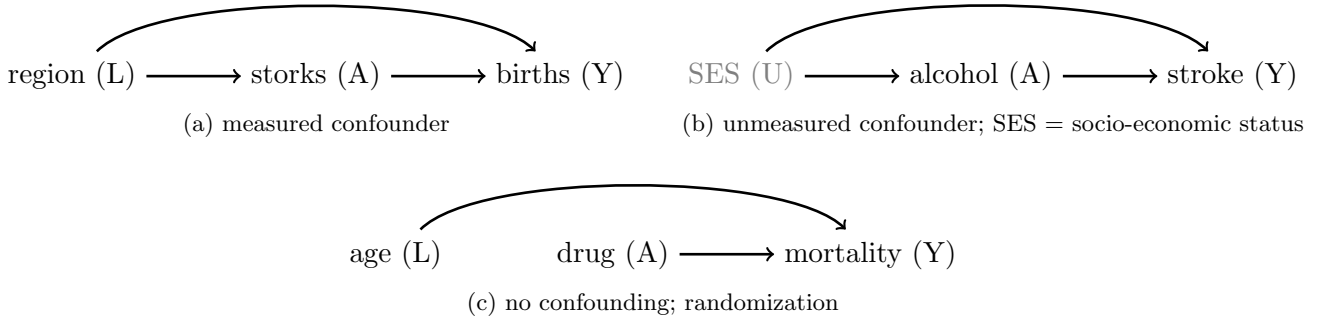 region (L) storks (A) births (Y)
(a) measured confounder
SES (U) alcohol (A) stroke (Y)
(b) unmeasured confounder; SES = socio-economic status
age (L) drug (A) mortality (Y)
(c) no confounding; randomization